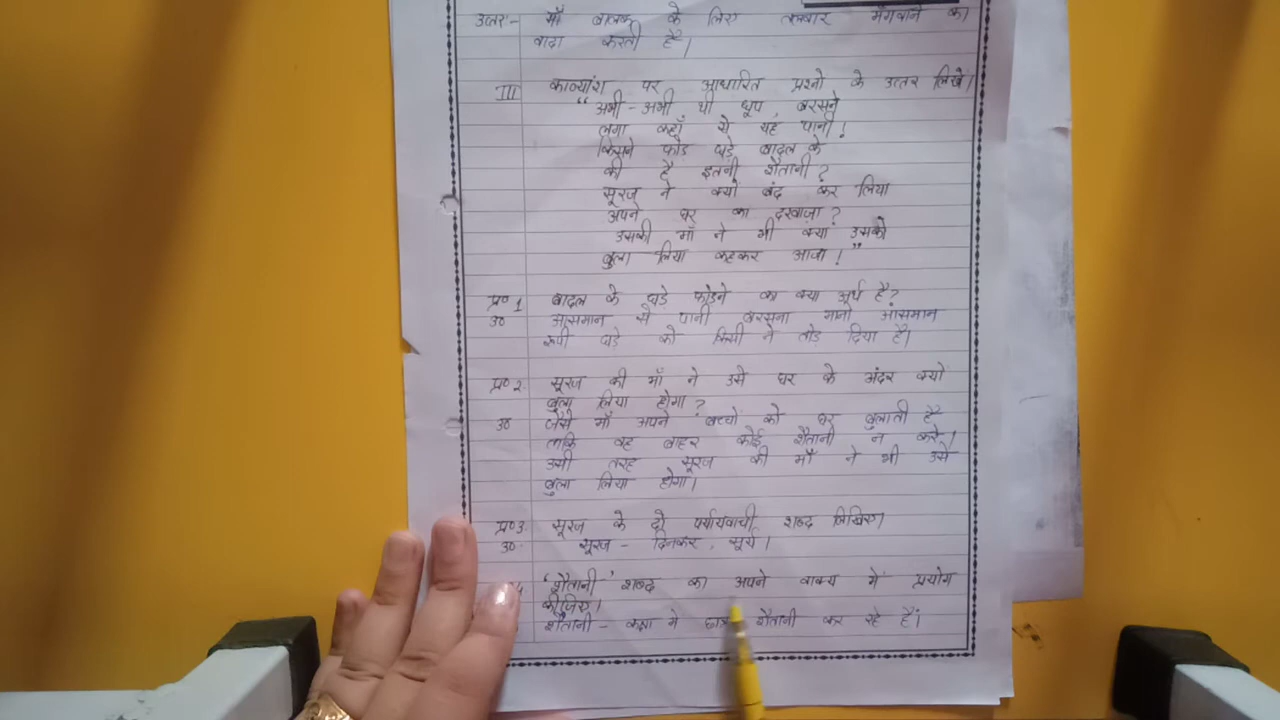 उत्तर:- माँ बालक के लिए तलवार मँगवाने का
वादा करती है।
III काव्यांश पर आधारित प्रश्नो के उत्तर लिखे।
“अभी - अभी थी धूप, बरसने
लगा कहाँ से यह पानी!
किसने फोड़ घड़े बादल के
की है इतनी शैतानी?
सूरज ने क्यों बंद कर लिया
अपने घर का दरवाज़ा?
उसकी माँ ने भी क्या उसको
बुला लिया कहकर आजा!”
प्र० 1 बादल के घड़े फोडने का क्या अर्थ है?
उ० आसमान से पानी बरसना मानो आसमान
रूपी घड़े को किसी ने तोड़ दिया है।
प्र० 2 सूरज की माँ ने उसे घर के अंदर क्यो
बुला लिया होगा?
उ० जैसे माँ अपने बच्चों को घर बुलाती है
ताकि वह बाहर कोई शैतानी न करे।
उसी तरह सूरज की माँ ने भी उसे
बुला लिया होगा।
प्र० 3 सूरज के दो पर्यायवाची शब्द लिखिए।
उ०- सूरज - दिनकर, सूर्य।
4 'शैतानी' शब्द का अपने वाक्य में प्रयोग
कीजिए।
शैतानी - कक्षा मे छात्र शैतानी कर रहे हैं।